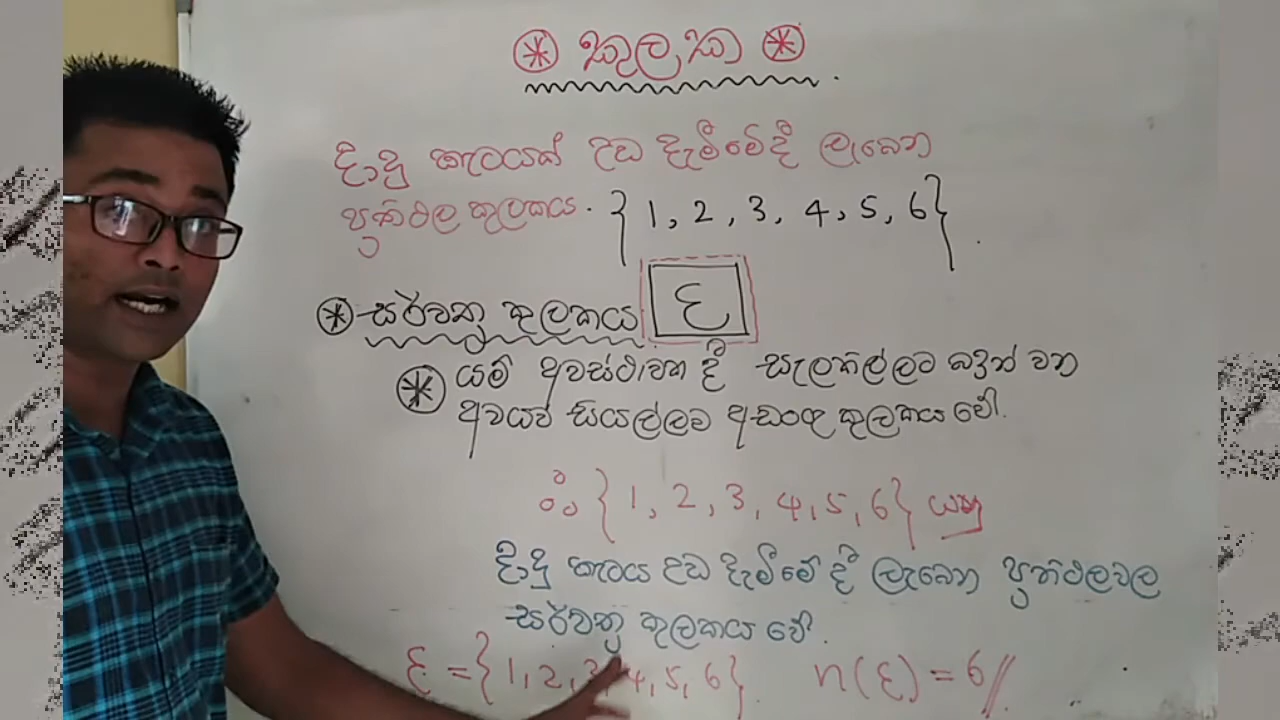 කුලක
දාදු කැටයක් උඩ දැමීමේදී ලැබෙන
ප්‍රතිඵල කුලකය. {1, 2, 3, 4, 5, 6}
සර්වත්‍ර කුලකය ξ
යම් අවස්ථාවක දී සැලකිල්ලට බඳුන් වන
අවයව සියල්ලට අඩංගු කුලකය වේ.
∴ {1, 2, 3, 4, 5, 6} යනු
දාදු කැටය උඩ දැමීමේ දී ලැබෙන ප්‍රතිඵලවල
සර්වත්‍ර කුලකය වේ.
ξ = {1, 2, 3, 4, 5, 6} n(ξ) = 6//